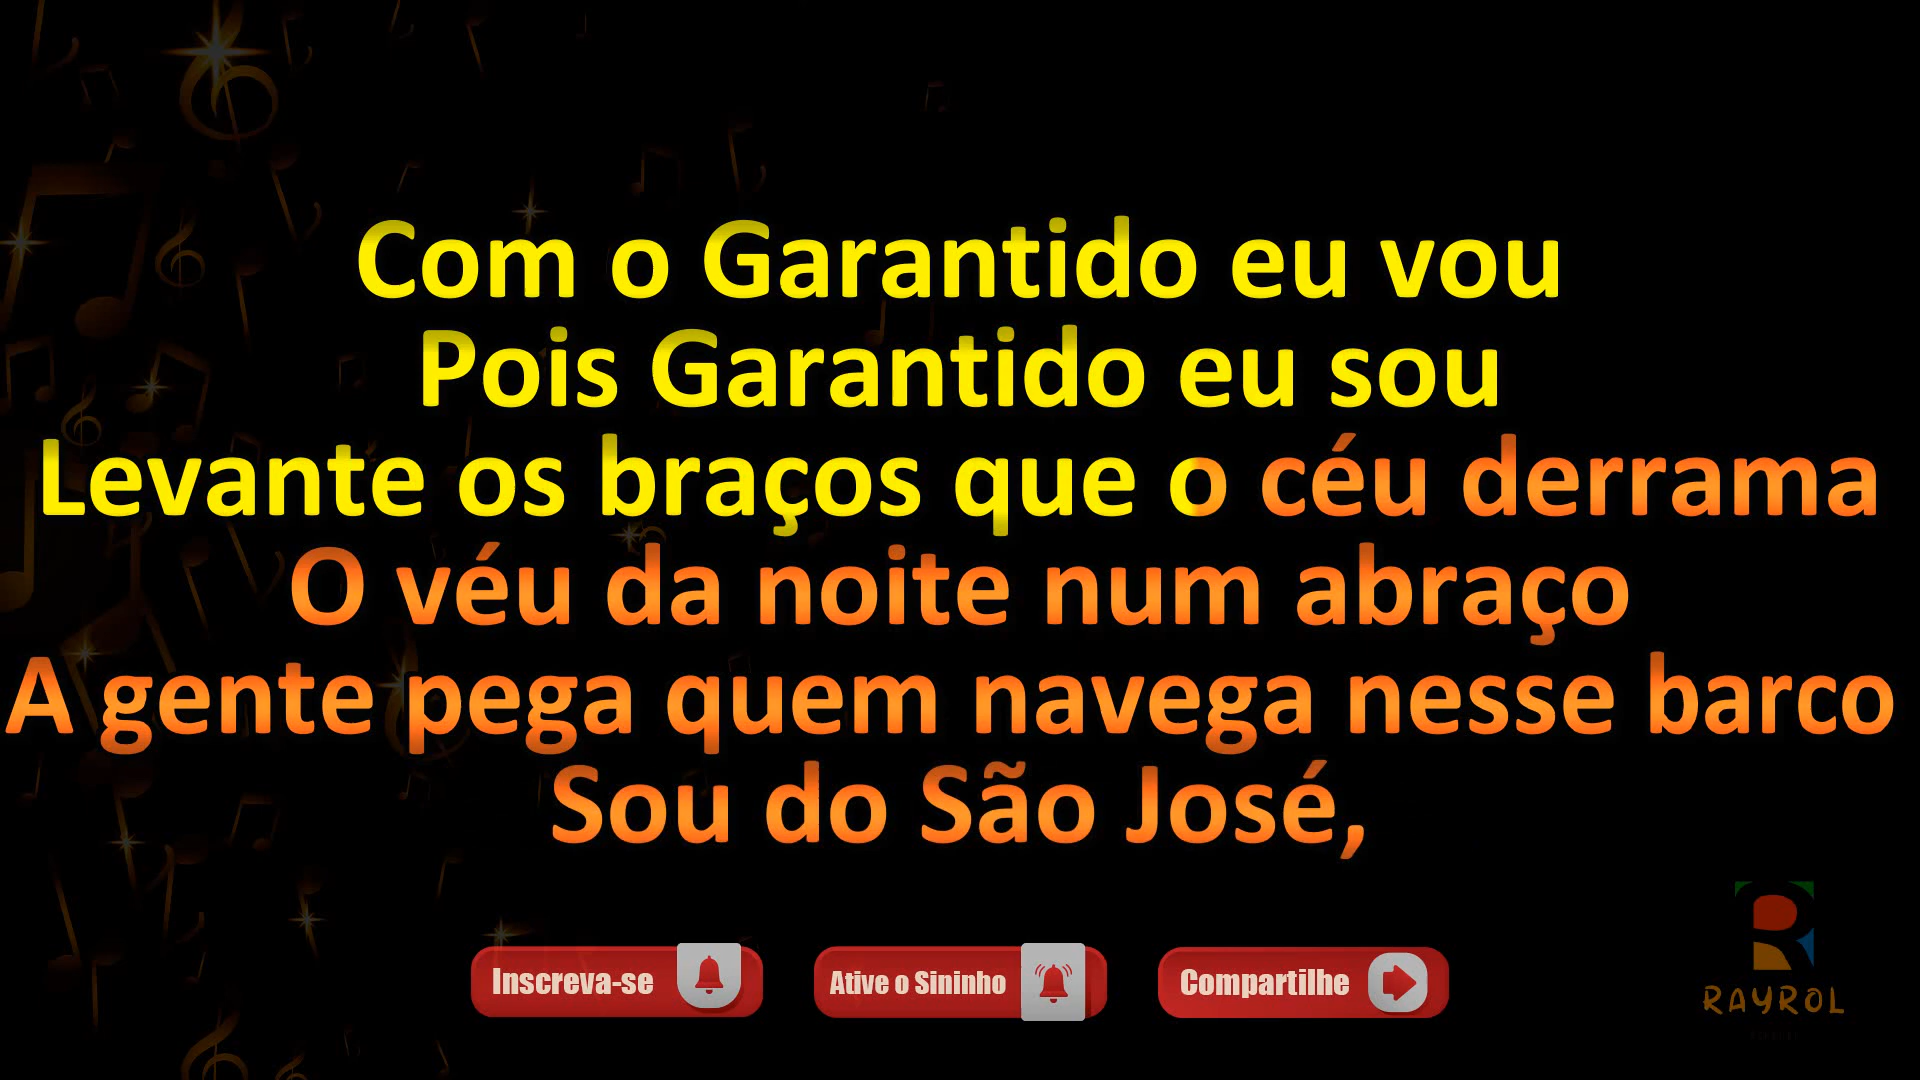 Com o Garantido eu vou
Pois Garantido eu sou
Levante os braços que o céu derrama
O véu da noite num abraço
A gente pega quem navega nesse barco
Sou do São José,
Inscreva-se
Ative o Sininho
Compartilhe
RAYROL